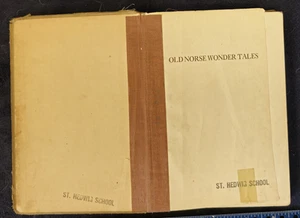 OLD NORSE WONDER TALES
ST. HEDWIG SCHOOL
ST. HEDWIG SCHOOL